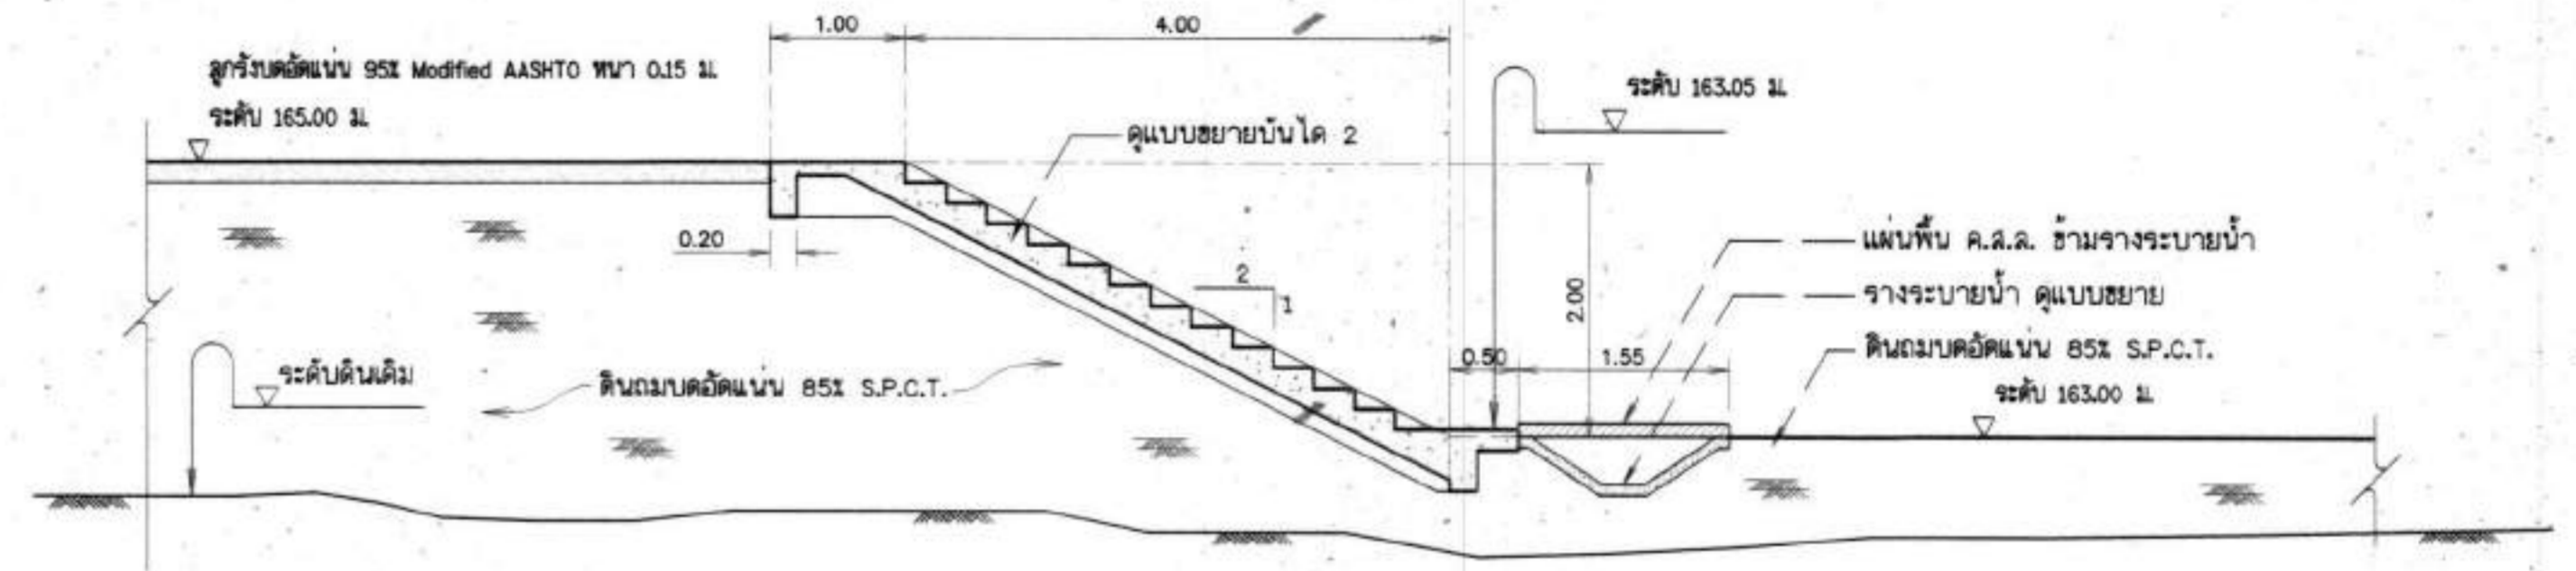 1.00
4.00
ลูกรังบดอัดแน่น 95% Modified AASHTO หนา 0.15 ม.
ระดับ 165.00 ม.
ระดับ 163.05 ม.
ดูแบบขยายบันได 2
0.20
2
1
2.00
แผ่นพื้น ค.ส.ล. ข้ามรางระบายน้ำ
รางระบายน้ำ ดูแบบขยาย
0.50
1.55
ดินถมบดอัดแน่น 85% S.P.C.T.
ระดับ 163.00 ม.
ระดับดินเดิม
ดินถมบดอัดแน่น 85% S.P.C.T.